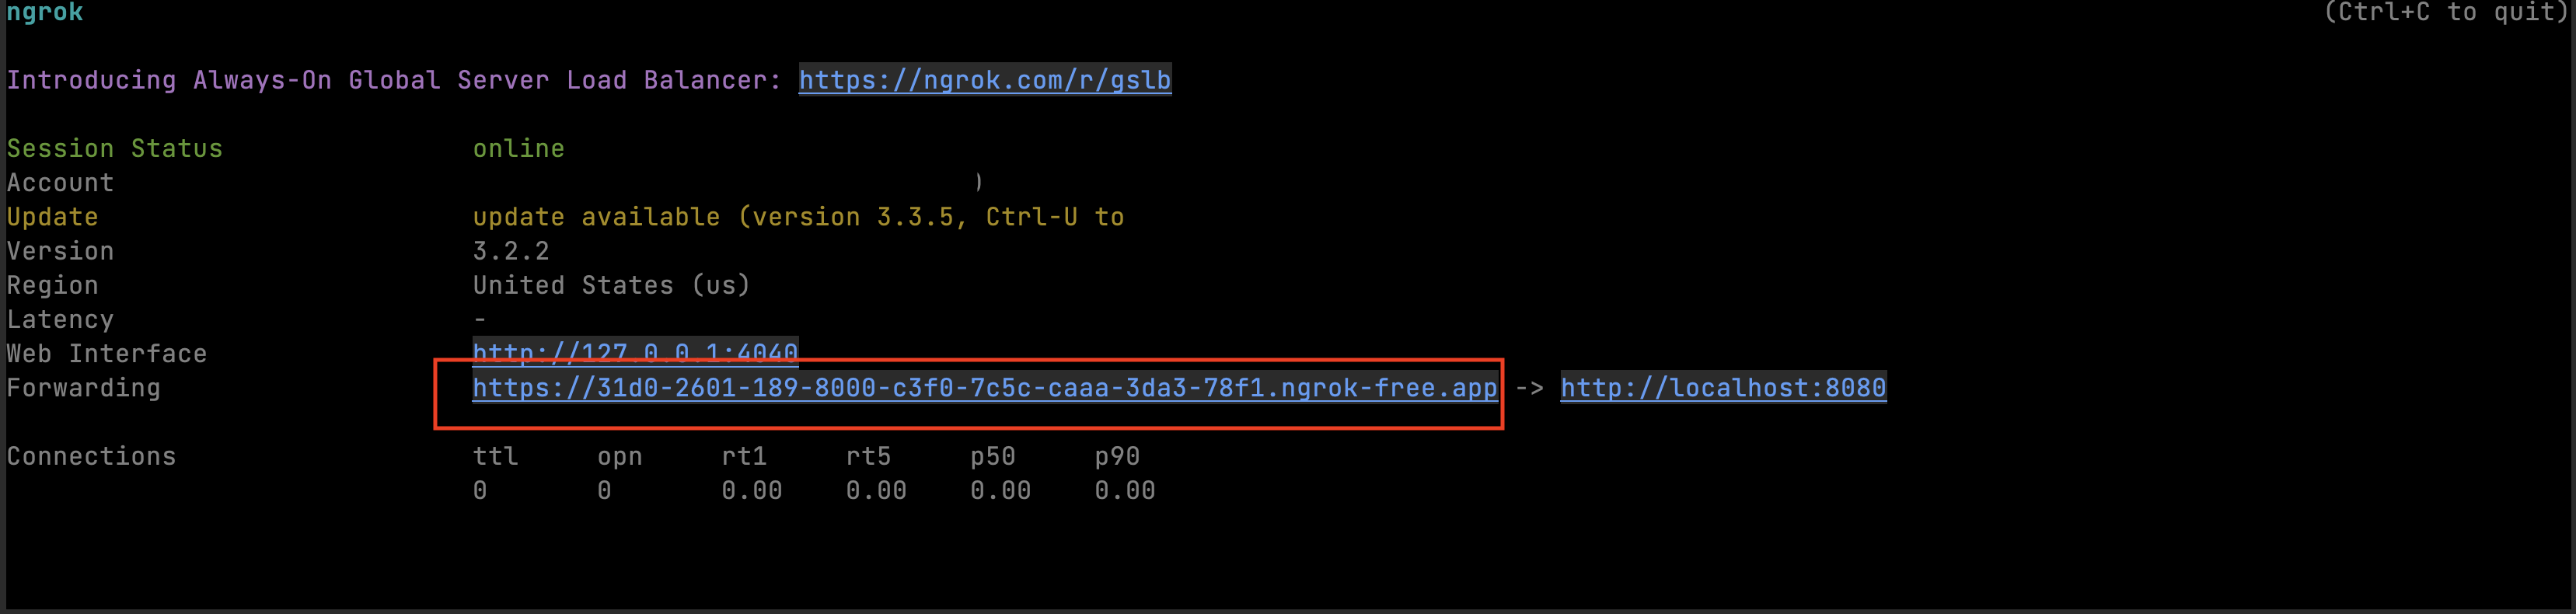 ngrok (Ctrl+C to quit)
Introducing Always-On Global Server Load Balancer: https://ngrok.com/r/gslb
Session Status online
Account )
Update update available (version 3.3.5, Ctrl-U to
Version 3.2.2
Region United States (us)
Latency -
Web Interface http://127.0.0.1:4040
Forwarding https://31d0-2601-189-8000-c3f0-7c5c-caaa-3da3-78f1.ngrok-free.app -> http://localhost:8080
Connections ttl opn rt1 rt5 p50 p90
0 0 0.00 0.00 0.00 0.00